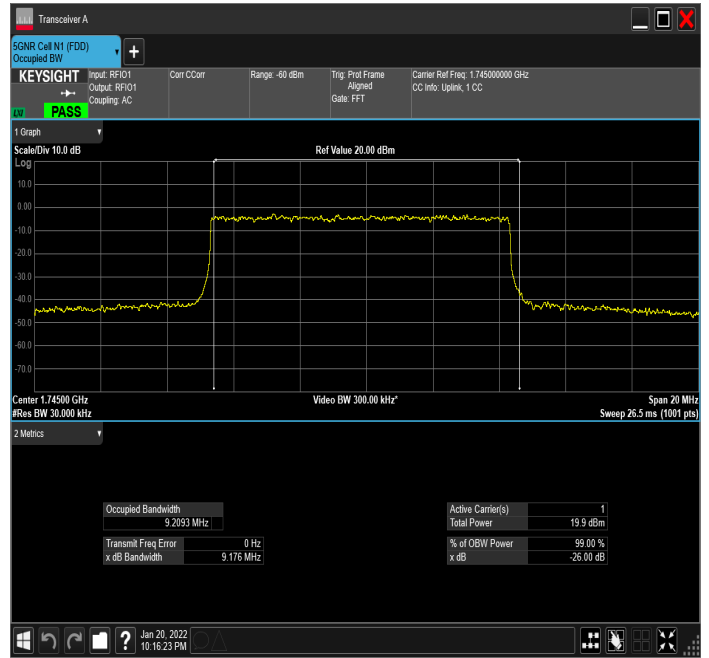 Transceiver A
5GNR Cell N1 (FDD)
Occupied BW
KEYSIGHT
LXI
PASS
Input: RFIO1
Output: RFIO1
Coupling: AC
Corr CCorr
Range: -60 dBm
Trig: Prot Frame
Aligned
Gate: FFT
Carrier Ref Freq: 1.745000000 GHz
CC Info: Uplink, 1 CC
1 Graph
Scale/Div 10.0 dB
Ref Value 20.00 dBm
Log
10.0
0.00
-10.0
-20.0
-30.0
-40.0
-50.0
-60.0
-70.0
Center 1.74500 GHz
Video BW 300.00 kHz*
Span 20 MHz
#Res BW 30.000 kHz
Sweep 26.5 ms (1001 pts)
2 Metrics
Occupied Bandwidth
9.2093 MHz
Transmit Freq Error 0 Hz
x dB Bandwidth 9.176 MHz
Active Carrier(s) 1
Total Power 19.9 dBm
% of OBW Power 99.00 %
x dB -26.00 dB
Jan 20, 2022
10:16:23 PM